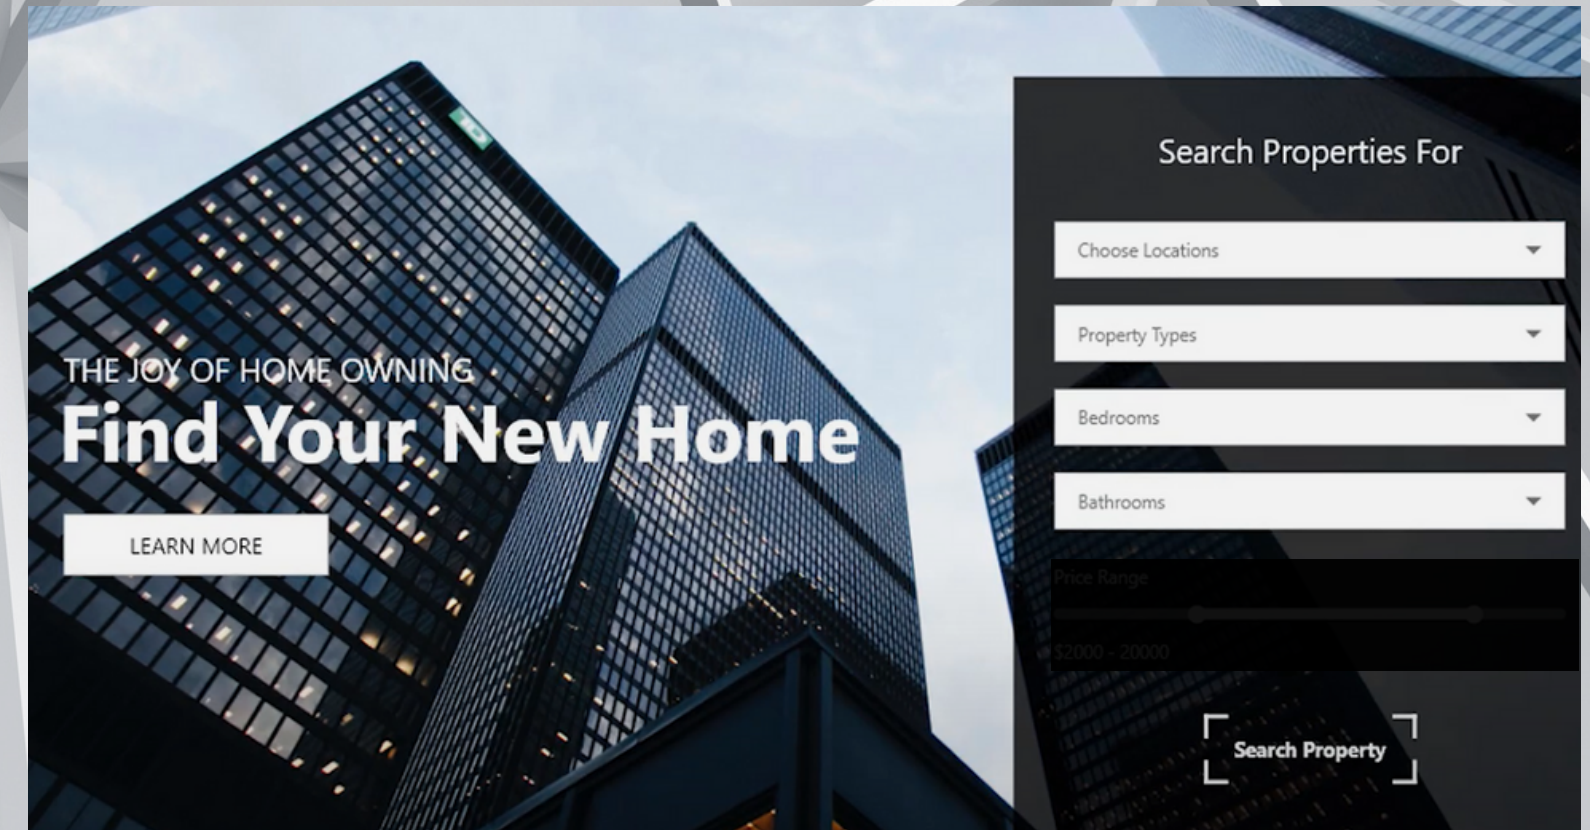 TD
THE JOY OF HOME OWNING
Find Your New Home
LEARN MORE
Search Properties For
Choose Locations
Property Types
Bedrooms
Bathrooms
Price Range
$2000 - 20000
Search Property